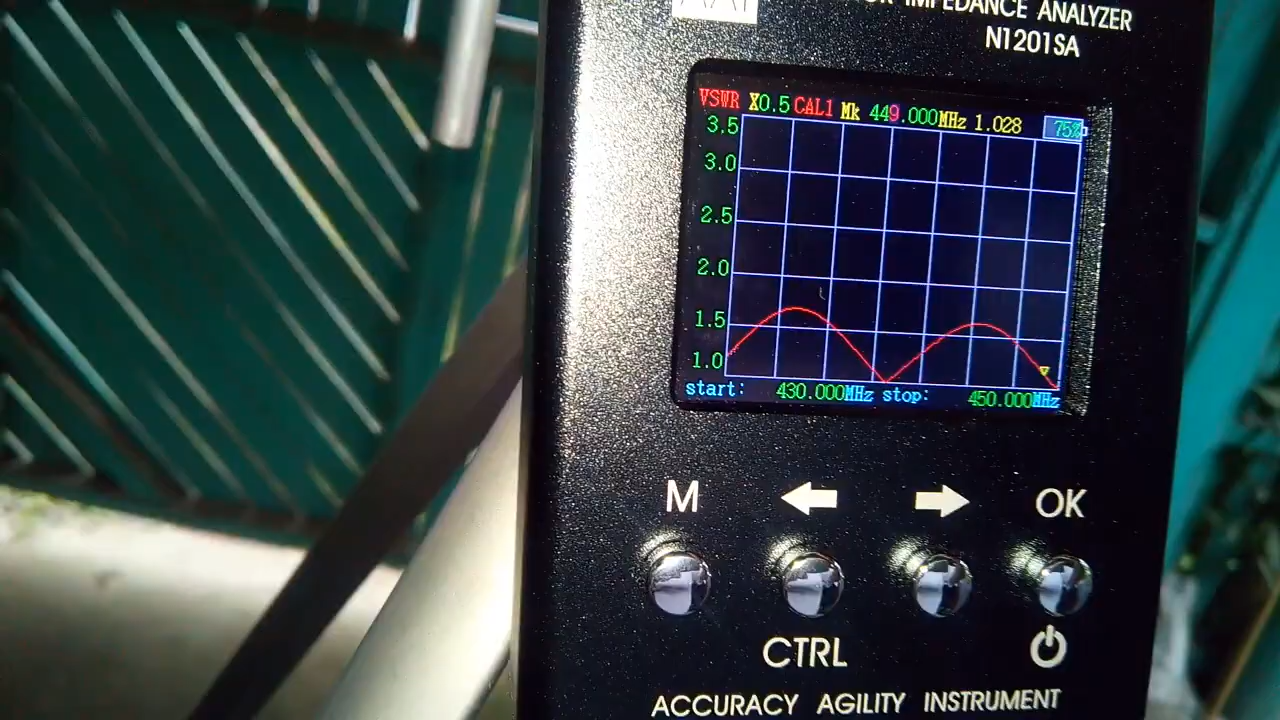 IMPEDANCE ANALYZER
N1201SA
VSWR X0.5 CAL1 Mk 449.000MHz 1.028 75%
3.5
3.0
2.5
2.0
1.5
1.0
start: 430.000MHz stop: 450.000MHz
M OK
CTRL
ACCURACY AGILITY INSTRUMENT